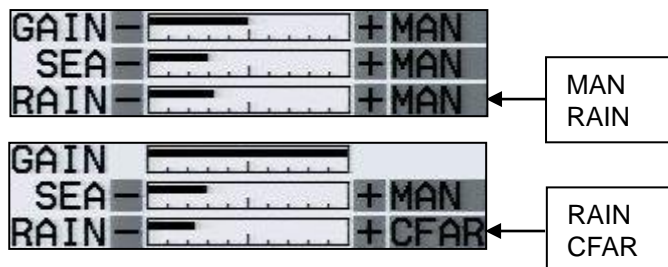 GAIN - + MAN
SEA - + MAN
RAIN - + MAN
MAN
RAIN
GAIN
SEA - + MAN
RAIN - + CFAR
RAIN
CFAR